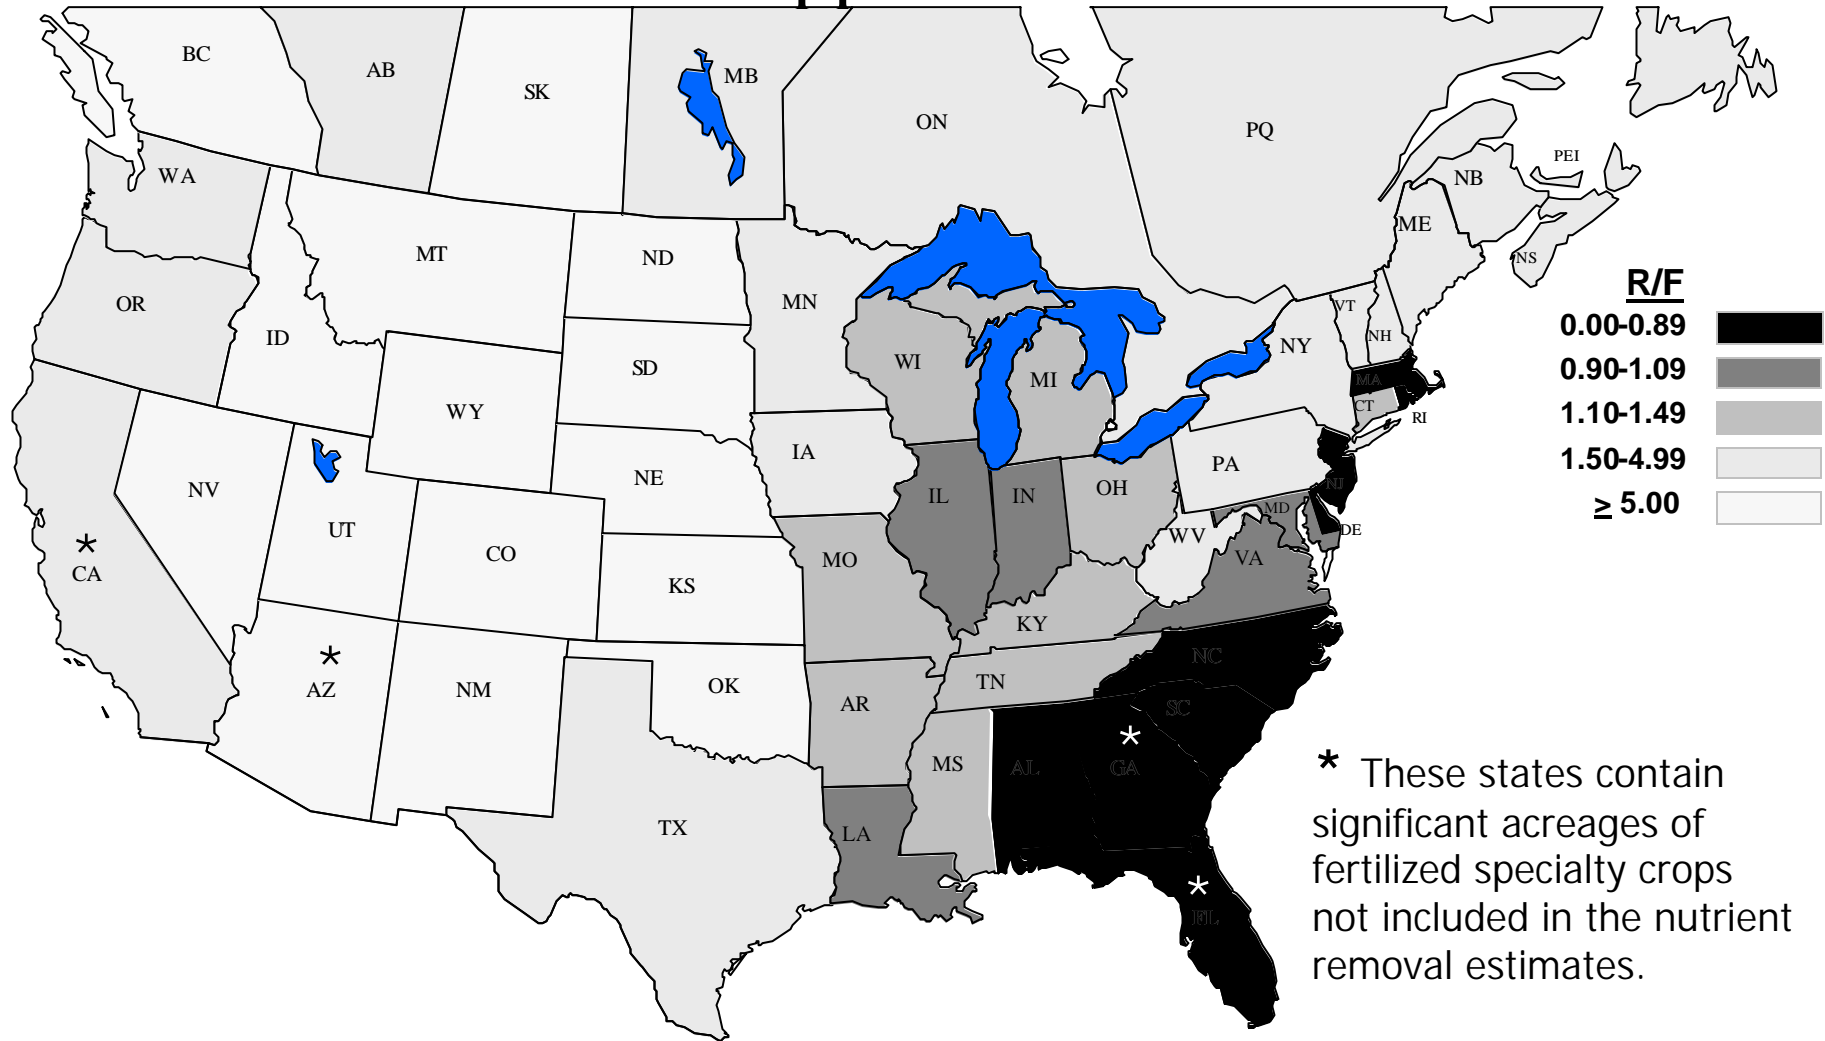 BC
AB
SK
MB
ON
PQ
PEI
NB
WA
ME
NS
MT
ND
OR
MN
VT
ID
NH
NY
WI
SD
MI
MA
WY
CT
RI
IA
PA
NE
NV
IL
IN
OH
NJ
MD
UT
WV
DE
CO
MO
VA
*
CA
KS
KY
*
AZ
NM
OK
TN
NC
AR
SC
*
MS
AL
GA
TX
LA
*
FL
R/F
0.00-0.89
0.90-1.09
1.10-1.49
1.50-4.99
≥ 5.00
* These states contain
significant acreages of
fertilized specialty crops
not included in the nutrient
removal estimates.